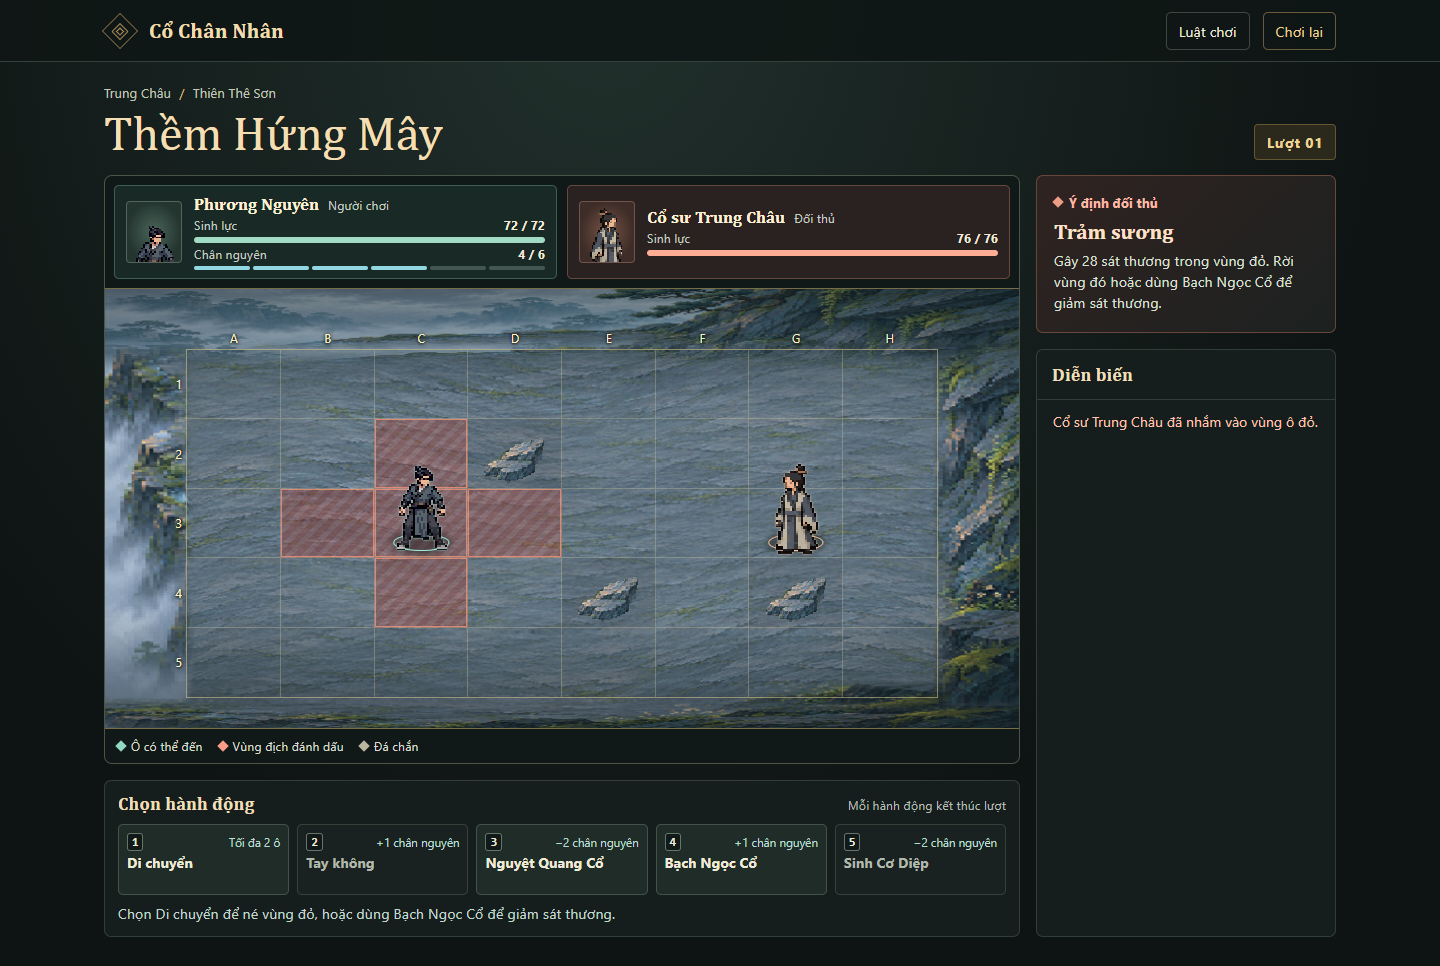 Cổ Chân Nhân
Luật chơi
Chơi lại
Trung Châu / Thiên Thê Sơn
Thềm Hứng Mây
Lượt 01
Phương Nguyên Người chơi
Sinh lực 72 / 72
Chân nguyên 4 / 6
Cổ sư Trung Châu Đối thủ
Sinh lực 76 / 76
Ý định đối thủ
Trảm sương
Gây 28 sát thương trong vùng đỏ. Rời
vùng đó hoặc dùng Bạch Ngọc Cổ để
giảm sát thương.
Diễn biến
Cổ sư Trung Châu đã nhắm vào vùng ô đỏ.
A B C D E F G H
1
2
3
4
5
Ô có thể đến Vùng địch đánh dấu Đá chắn
Chọn hành động
Mỗi hành động kết thúc lượt
1 Tối đa 2 ô
Di chuyển
2 +1 chân nguyên
Tay không
3 −2 chân nguyên
Nguyệt Quang Cổ
4 +1 chân nguyên
Bạch Ngọc Cổ
5 −2 chân nguyên
Sinh Cơ Diệp
Chọn Di chuyển để né vùng đỏ, hoặc dùng Bạch Ngọc Cổ để giảm sát thương.